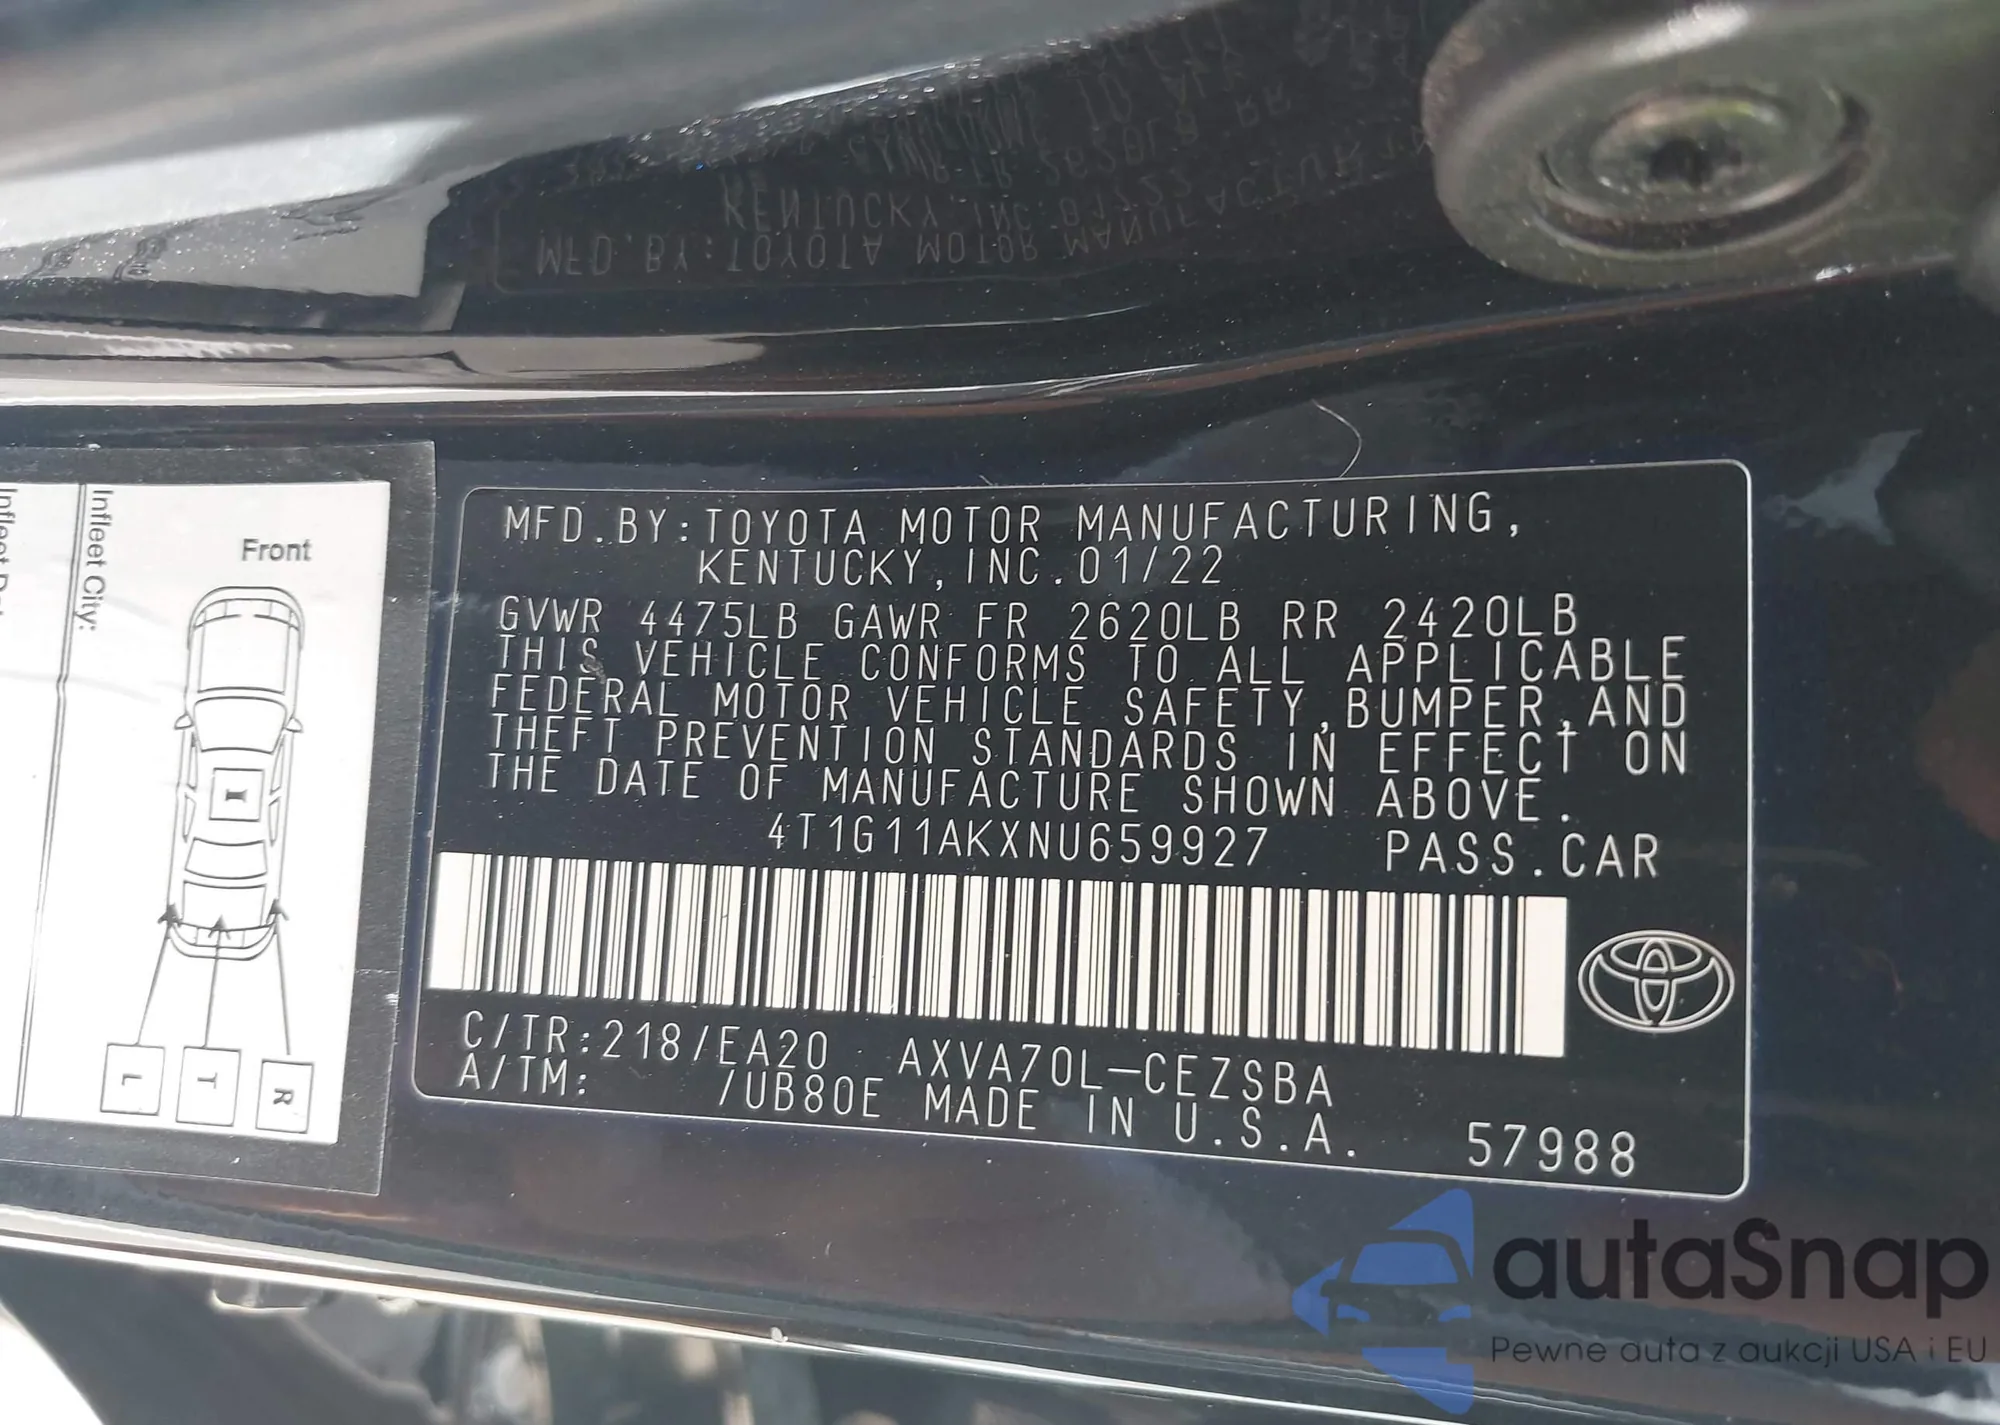 MFD.BY:TOYOTA MOTOR MANUFACTURING,
KENTUCKY,INC.01/22
GVWR 4475LB GAWR FR 2620LB RR 2420LB
THIS VEHICLE CONFORMS TO ALL APPLICABLE
FEDERAL MOTOR VEHICLE SAFETY,BUMPER,AND
THEFT PREVENTION STANDARDS IN EFFECT ON
THE DATE OF MANUFACTURE SHOWN ABOVE.
4T1G11AKXNU659927 PASS.CAR
C/TR:218/EA20 AXVA70L-CEZSBA
A/TM: /UB80E MADE IN U.S.A. 57988
Front
Infleet City:
L
T
R
autaSnap
Pewne auta z aukcji USA i EU